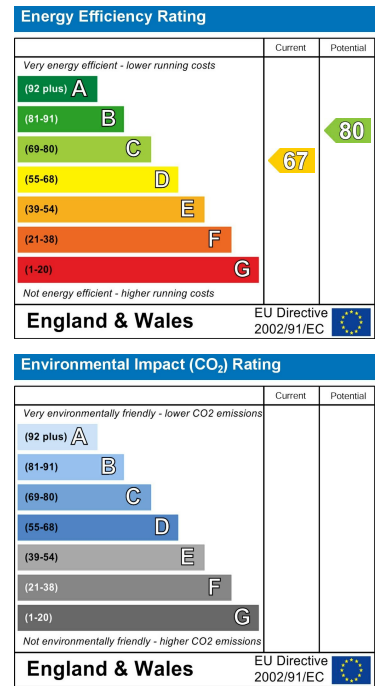 Energy Efficiency Rating
Current Potential
Very energy efficient - lower running costs
(92 plus) A
(81-91) B
(69-80) C
(55-68) D
(39-54) E
(21-38) F
(1-20) G
80
67
Not energy efficient - higher running costs
England & Wales
EU Directive
2002/91/EC
Environmental Impact (CO₂) Rating
Current Potential
Very environmentally friendly - lower CO2 emissions
(92 plus) A
(81-91) B
(69-80) C
(55-68) D
(39-54) E
(21-38) F
(1-20) G
Not environmentally friendly - higher CO2 emissions
England & Wales
EU Directive
2002/91/EC